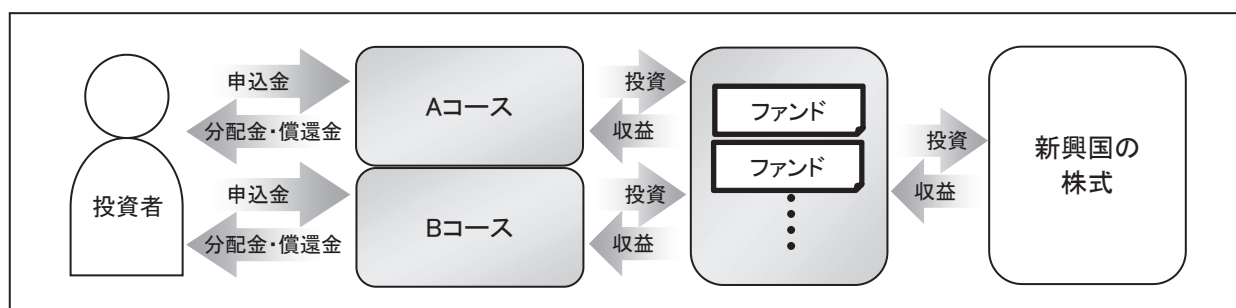 投資者
申込金
分配金・償還金
申込金
分配金・償還金
Aコース
Bコース
投資
収益
投資
収益
ファンド
ファンド
投資
収益
新興国の
株式